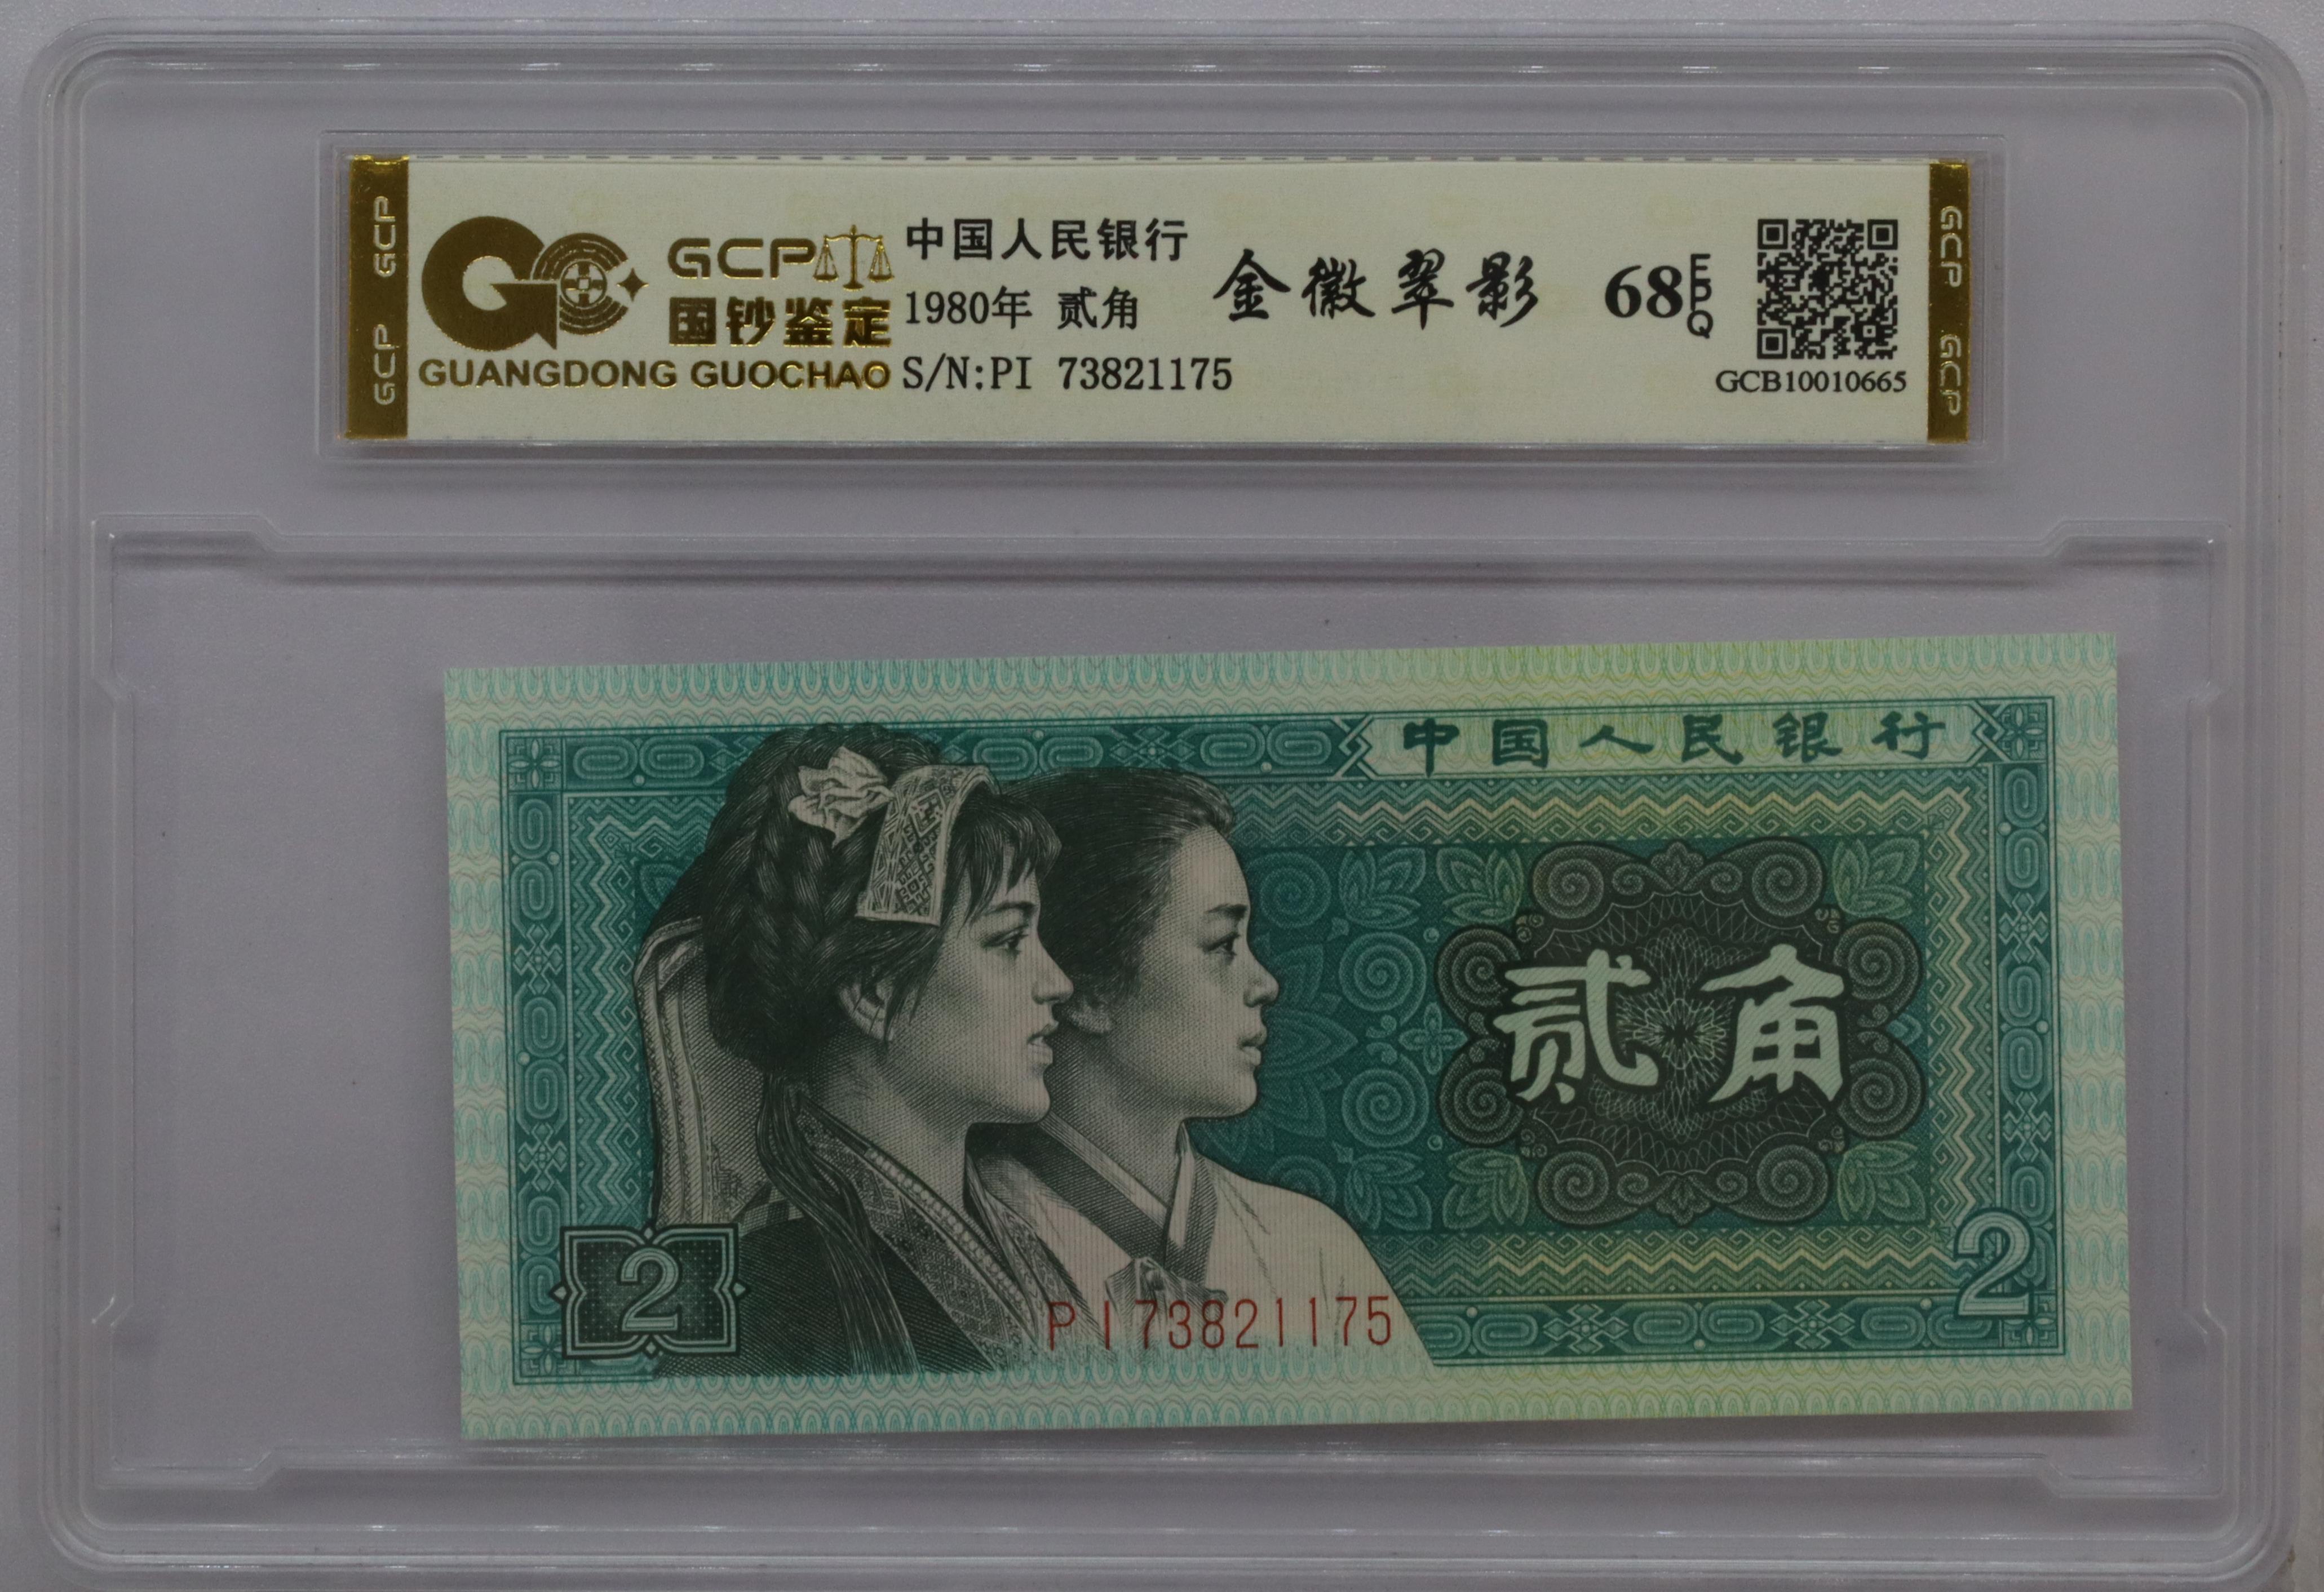 GCP
GCP
GCP
国钞鉴定
GUANGDONG GUOCHAO
中国人民银行
1980年 贰角
S/N:PI 73821175
金徽翠影
68 EPQ
GCB10010665
GCP
GCP
中国人民银行
贰角
2
PI73821175
2